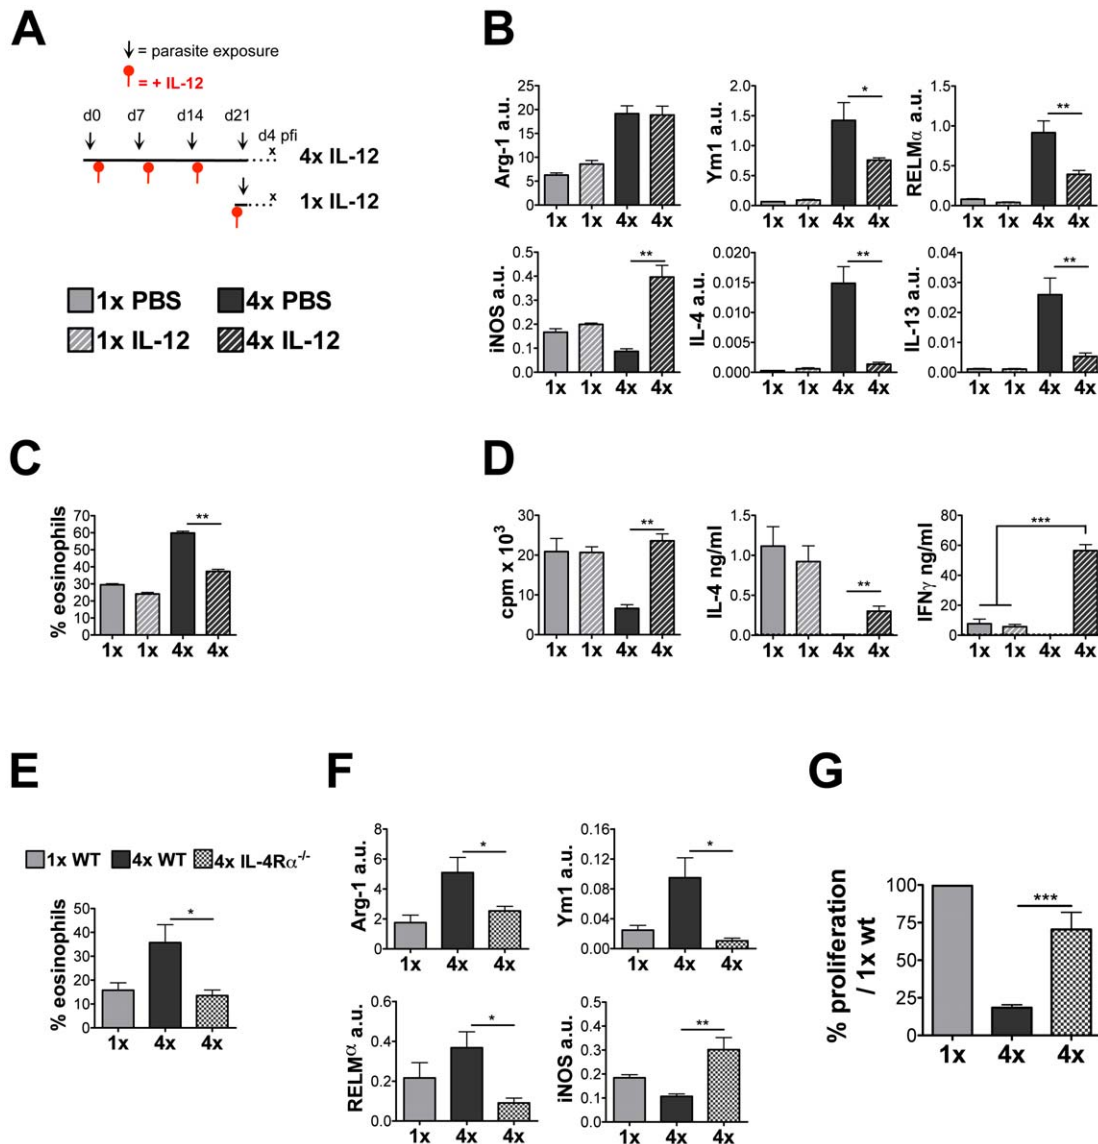 A
= parasite exposure
= + IL-12
d0 d7 d14 d21
d4 pfi
x 4x IL-12
x 1x IL-12
1x PBS 4x PBS
1x IL-12 4x IL-12
B
Arg-1 a.u.
25
20
15
10
5
0
1x 1x 4x 4x
Ym1 a.u.
2.0
1.5
1.0
0.5
0.0
*
1x 1x 4x 4x
RELMα a.u.
1.5
1.0
0.5
0.0
**
1x 1x 4x 4x
iNOS a.u.
0.5
0.4
0.3
0.2
0.1
0.0
**
1x 1x 4x 4x
IL-4 a.u.
0.020
0.015
0.010
0.005
0.000
**
1x 1x 4x 4x
IL-13 a.u.
0.04
0.03
0.02
0.01
0.00
**
1x 1x 4x 4x
C
% eosinophils
70
60
50
40
30
20
10
0
**
1x 1x 4x 4x
D
cpm x 10³
30
20
10
0
**
1x 1x 4x 4x
IL-4 ng/ml
1.5
1.0
0.5
0.0
**
1x 1x 4x 4x
IFNγ ng/ml
80
60
40
20
0
***
1x 1x 4x 4x
E
1x WT 4x WT 4x IL-4Rα-/-
% eosinophils
50
40
30
20
10
0
*
1x 4x 4x
F
Arg-1 a.u.
8
6
4
2
0
*
1x 4x 4x
Ym1 a.u.
0.16
0.12
0.08
0.04
0.00
*
1x 4x 4x
RELMα a.u.
0.6
0.4
0.2
0.0
*
1x 4x 4x
iNOS a.u.
0.5
0.4
0.3
0.2
0.1
0.0
**
1x 4x 4x
G
% proliferation
/ 1x wt
100
75
50
25
0
***
1x 4x 4x